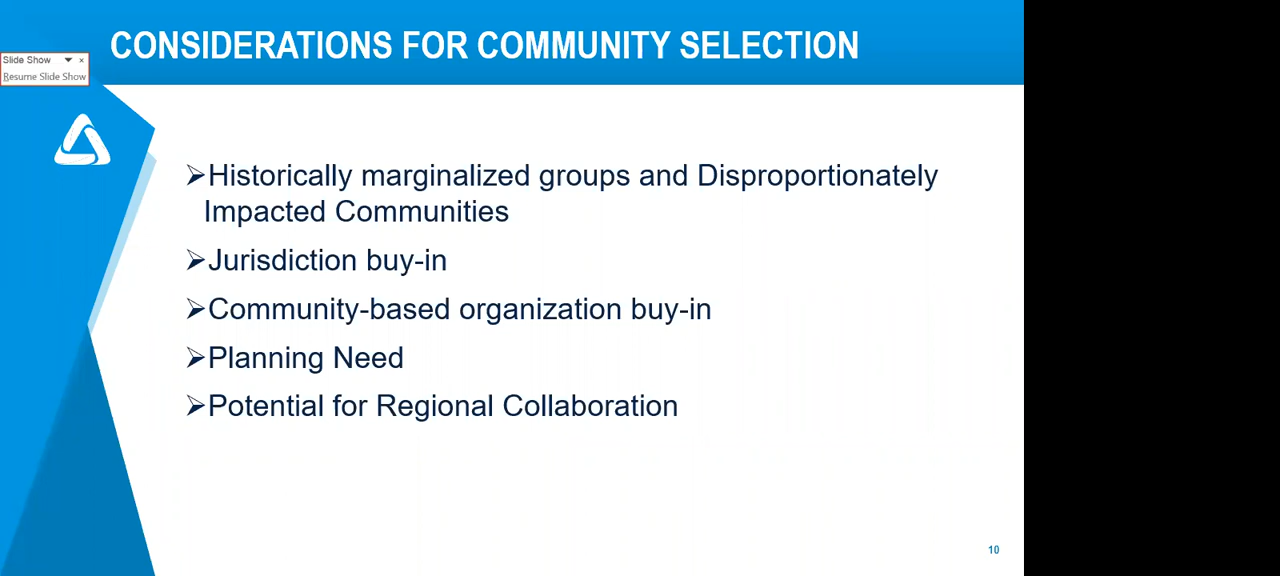 CONSIDERATIONS FOR COMMUNITY SELECTION
Slide Show
Resume Slide Show
Historically marginalized groups and Disproportionately
Impacted Communities
Jurisdiction buy-in
Community-based organization buy-in
Planning Need
Potential for Regional Collaboration
10